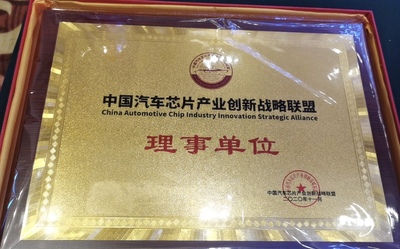 中国汽车芯片产业创新战略联盟
China Automotive Chip Industry Innovation Strategic Alliance
理事单位
中国汽车芯片产业创新战略联盟
二〇二〇年十一月